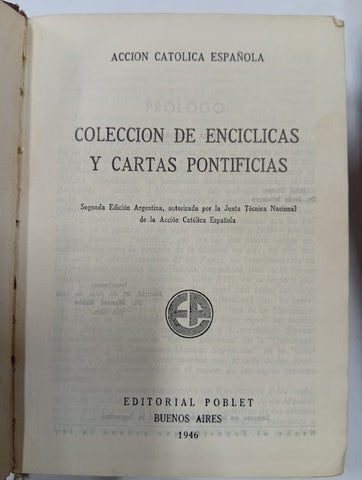 ACCION CATOLICA ESPAÑOLA
COLECCION DE ENCICLICAS
Y CARTAS PONTIFICIAS
Segunda Edición Argentina, autorizada por la Junta Técnica Nacional
de la Acción Católica Española
EDITORIAL POBLET
BUENOS AIRES
1946